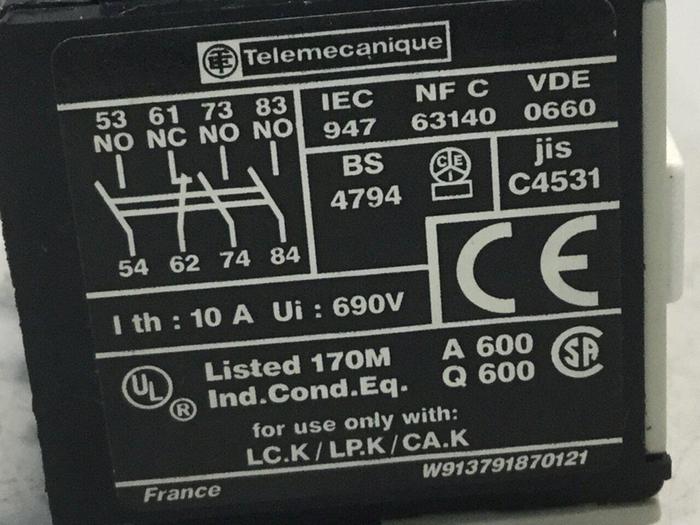 Telemecanique
53 61 73 83
NO NC NO NO
54 62 74 84
IEC NF C VDE
947 63140 0660
BS
4794
jis
C4531
CE
I th : 10 A Ui : 690V
UL
®
Listed 170M
Ind.Cond.Eq.
A 600
Q 600
SA
for use only with:
LC.K / LP.K / CA.K
W913791870121
France